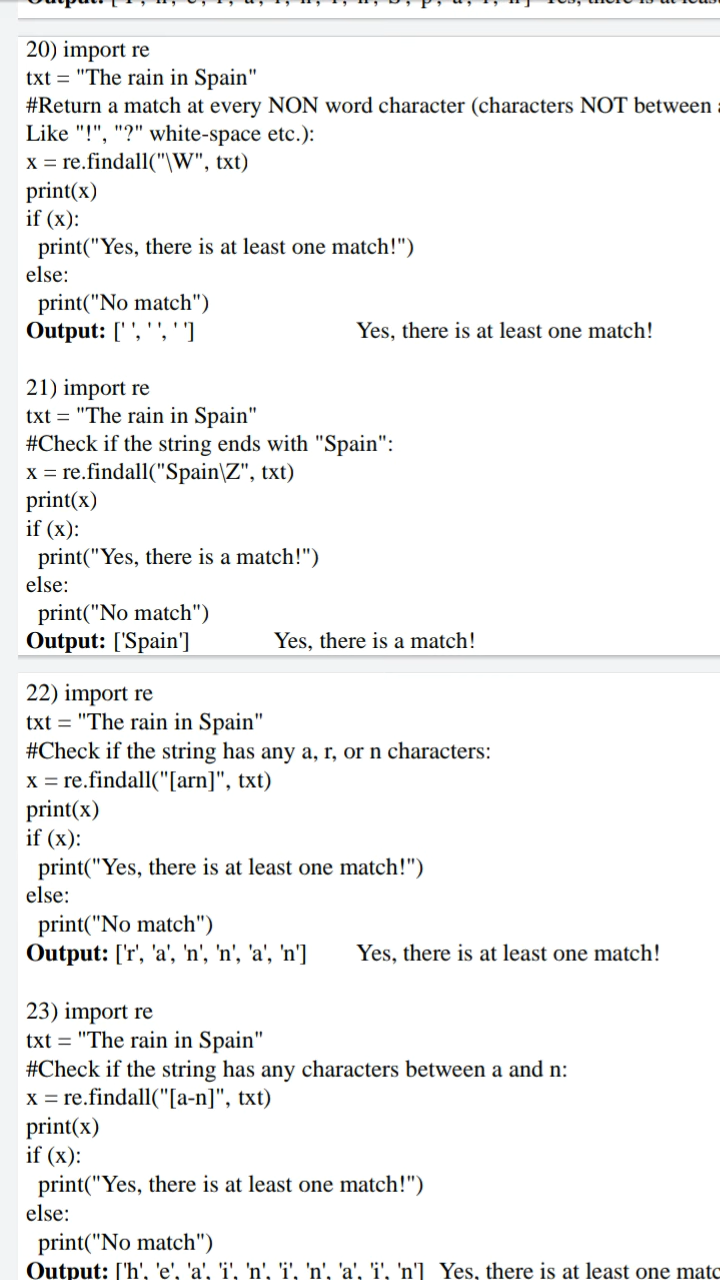 20) import re
txt = "The rain in Spain"
#Return a match at every NON word character (characters NOT between
Like "!", "?" white-space etc.):
x = re.findall("\W", txt)
print(x)
if (x):
  print("Yes, there is at least one match!")
else:
  print("No match")
Output: [' ', ' ', ' '] Yes, there is at least one match!
21) import re
txt = "The rain in Spain"
#Check if the string ends with "Spain":
x = re.findall("Spain\Z", txt)
print(x)
if (x):
  print("Yes, there is a match!")
else:
  print("No match")
Output: ['Spain'] Yes, there is a match!
22) import re
txt = "The rain in Spain"
#Check if the string has any a, r, or n characters:
x = re.findall("[arn]", txt)
print(x)
if (x):
  print("Yes, there is at least one match!")
else:
  print("No match")
Output: ['r', 'a', 'n', 'n', 'a', 'n'] Yes, there is at least one match!
23) import re
txt = "The rain in Spain"
#Check if the string has any characters between a and n:
x = re.findall("[a-n]", txt)
print(x)
if (x):
  print("Yes, there is at least one match!")
else:
  print("No match")
Output: ['h', 'e', 'a', 'i', 'n', 'i', 'n', 'a', 'i', 'n'] Yes, there is at least one matc